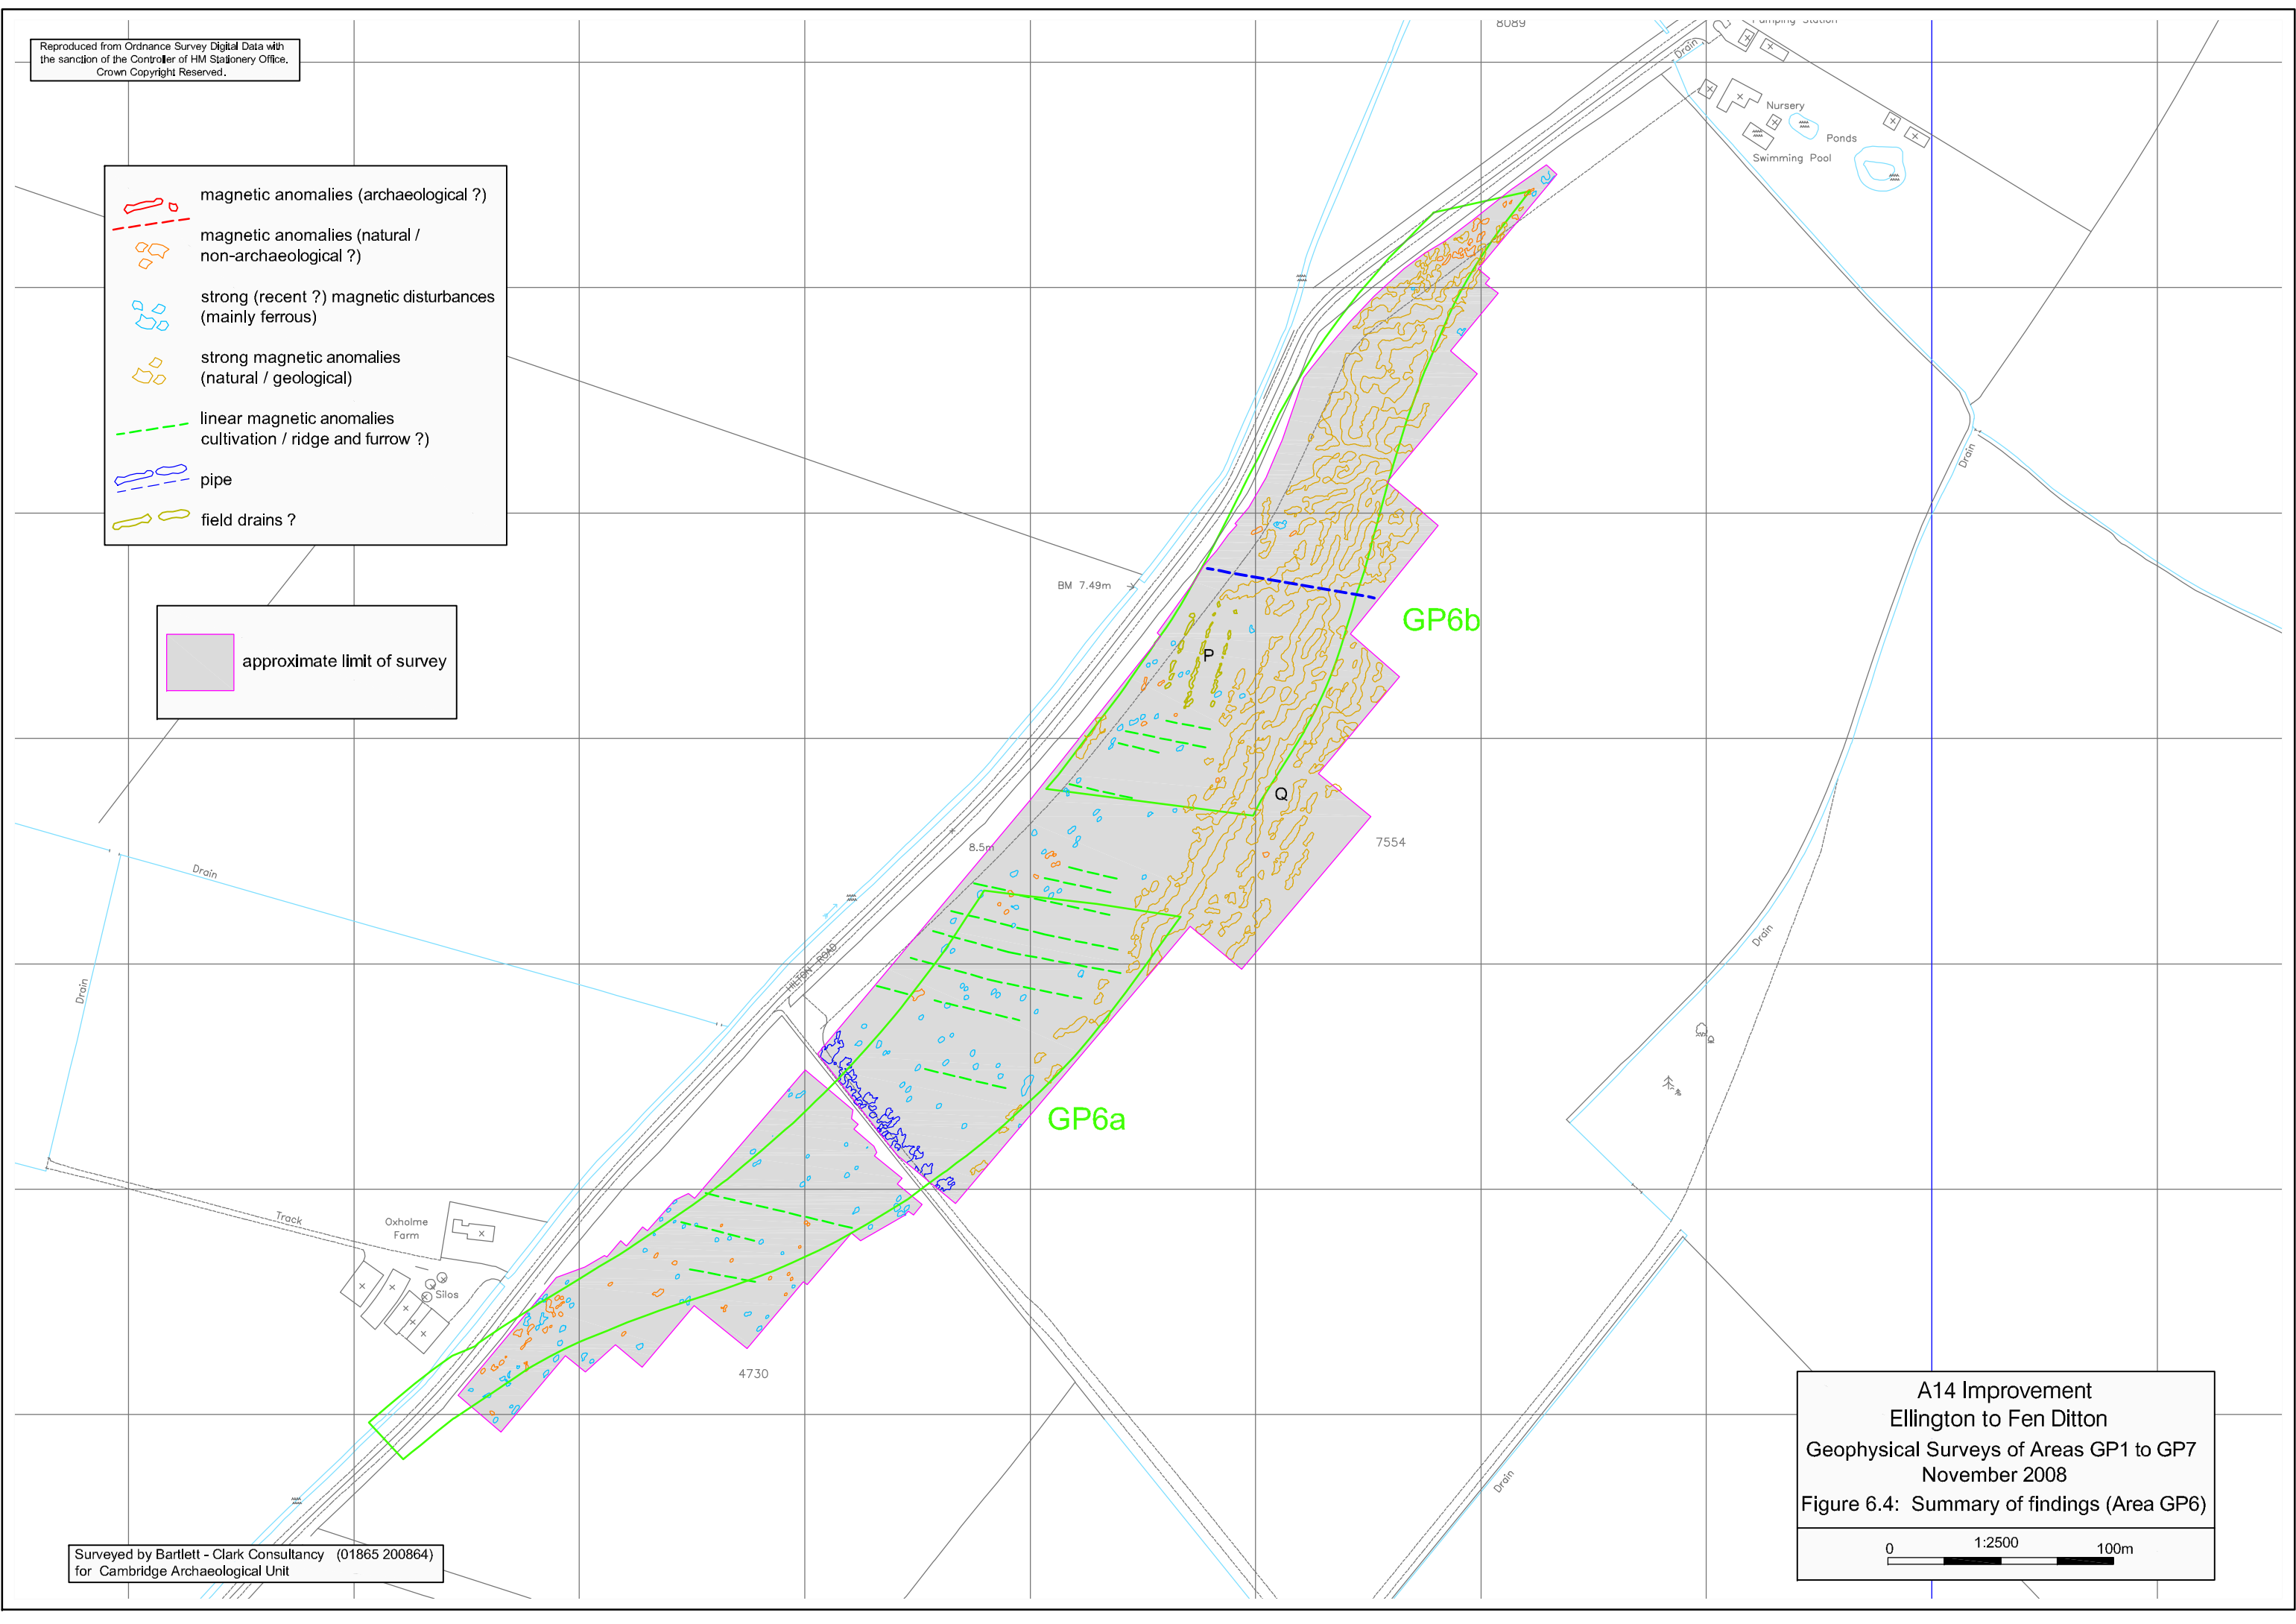 8089
Pumping Station
Reproduced from Ordnance Survey Digital Data with
the sanction of the Controller of HM Stationery Office.
Crown Copyright Reserved.
Drain
Nursery
Ponds
Swimming Pool
magnetic anomalies (archaeological ?)
magnetic anomalies (natural /
non-archaeological ?)
strong (recent ?) magnetic disturbances
(mainly ferrous)
strong magnetic anomalies
(natural / geological)
linear magnetic anomalies
cultivation / ridge and furrow ?)
pipe
field drains ?
Drain
BM 7.49m
GP6b
P
approximate limit of survey
Q
7554
8.5m
Drain
HILTON ROAD
Drain
Drain
GP6a
Track
Oxholme
Farm
Silos
4730
Drain
A14 Improvement
Ellington to Fen Ditton
Geophysical Surveys of Areas GP1 to GP7
November 2008
Figure 6.4: Summary of findings (Area GP6)
0 1:2500 100m
Surveyed by Bartlett - Clark Consultancy (01865 200864)
for Cambridge Archaeological Unit